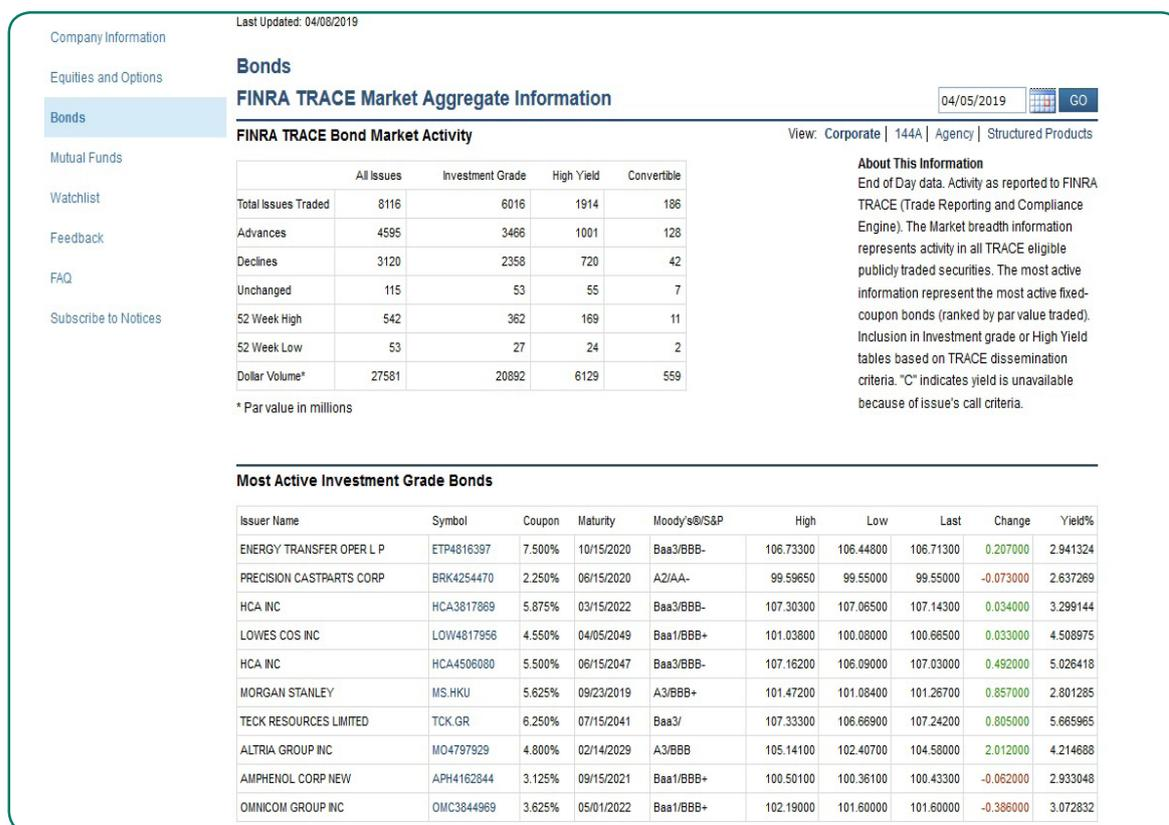 Last Updated: 04/08/2019
Company Information
Equities and Options
Bonds
Mutual Funds
Watchlist
Feedback
FAQ
Subscribe to Notices
Bonds
FINRA TRACE Market Aggregate Information
04/05/2019 GO
FINRA TRACE Bond Market Activity
View: Corporate | 144A | Agency | Structured Products
All Issues Investment Grade High Yield Convertible
Total Issues Traded 8116 6016 1914 186
Advances 4595 3466 1001 128
Declines 3120 2358 720 42
Unchanged 115 53 55 7
52 Week High 542 362 169 11
52 Week Low 53 27 24 2
Dollar Volume* 27581 20892 6129 559
* Par value in millions
About This Information
End of Day data. Activity as reported to FINRA
TRACE (Trade Reporting and Compliance
Engine). The Market breadth information
represents activity in all TRACE eligible
publicly traded securities. The most active
information represent the most active fixed-
coupon bonds (ranked by par value traded).
Inclusion in Investment grade or High Yield
tables based on TRACE dissemination
criteria. "C" indicates yield is unavailable
because of issue's call criteria.
Most Active Investment Grade Bonds
Issuer Name Symbol Coupon Maturity Moody's®/S&P High Low Last Change Yield%
ENERGY TRANSFER OPER L P ETP4816397 7.500% 10/15/2020 Baa3/BBB- 106.73300 106.44800 106.71300 0.207000 2.941324
PRECISION CASTPARTS CORP BRK4254470 2.250% 06/15/2020 A2/AA- 99.59650 99.55000 99.55000 -0.073000 2.637269
HCA INC HCA3817869 5.875% 03/15/2022 Baa3/BBB- 107.30300 107.06500 107.14300 0.034000 3.299144
LOWES COS INC LOW4817956 4.550% 04/05/2049 Baa1/BBB+ 101.03800 100.08000 100.66500 0.033000 4.508975
HCA INC HCA4506080 5.500% 06/15/2047 Baa3/BBB- 107.16200 106.09000 107.03000 0.492000 5.026418
MORGAN STANLEY MS.HKU 5.625% 09/23/2019 A3/BBB+ 101.47200 101.08400 101.26700 0.857000 2.801285
TECK RESOURCES LIMITED TCK.GR 6.250% 07/15/2041 Baa3/ 107.33300 106.66900 107.24200 0.805000 5.665965
ALTRIA GROUP INC MO4797929 4.800% 02/14/2029 A3/BBB 105.14100 102.40700 104.58000 2.012000 4.214688
AMPHENOL CORP NEW APH4162844 3.125% 09/15/2021 Baa1/BBB+ 100.50100 100.36100 100.43300 -0.062000 2.933048
OMNICOM GROUP INC OMC3844969 3.625% 05/01/2022 Baa1/BBB+ 102.19000 101.60000 101.60000 -0.386000 3.072832